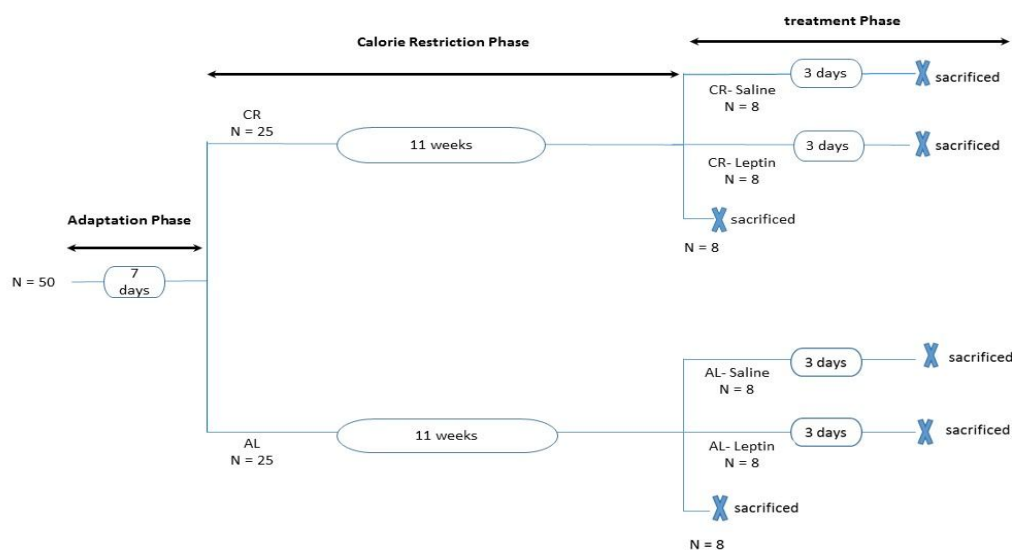 treatment Phase
Calorie Restriction Phase
3 days
sacrificed
CR- Saline
N = 8
CR
N = 25
11 weeks
3 days
sacrificed
CR- Leptin
N = 8
Adaptation Phase
sacrificed
N = 8
N = 50
7
days
3 days
sacrificed
AL- Saline
N = 8
AL
N = 25
11 weeks
3 days
sacrificed
AL- Leptin
N = 8
sacrificed
N = 8